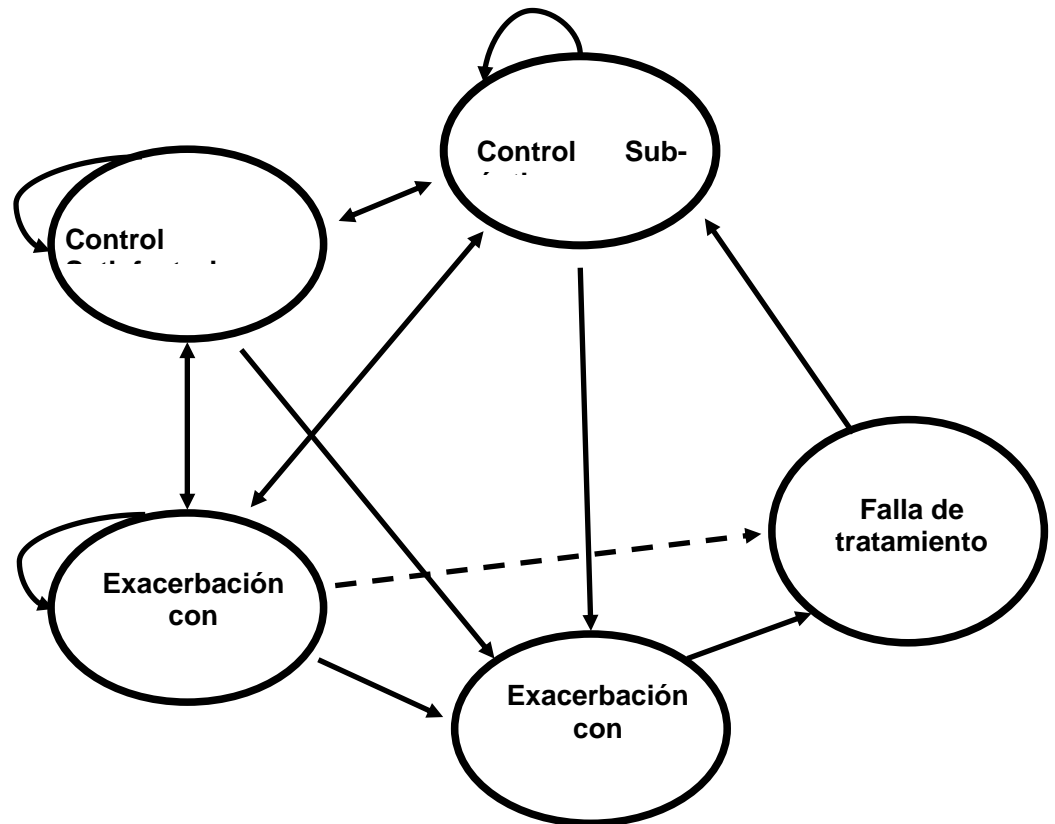 Control Sub-
Control
Exacerbación
con
Falla de
tratamiento
Exacerbación
con